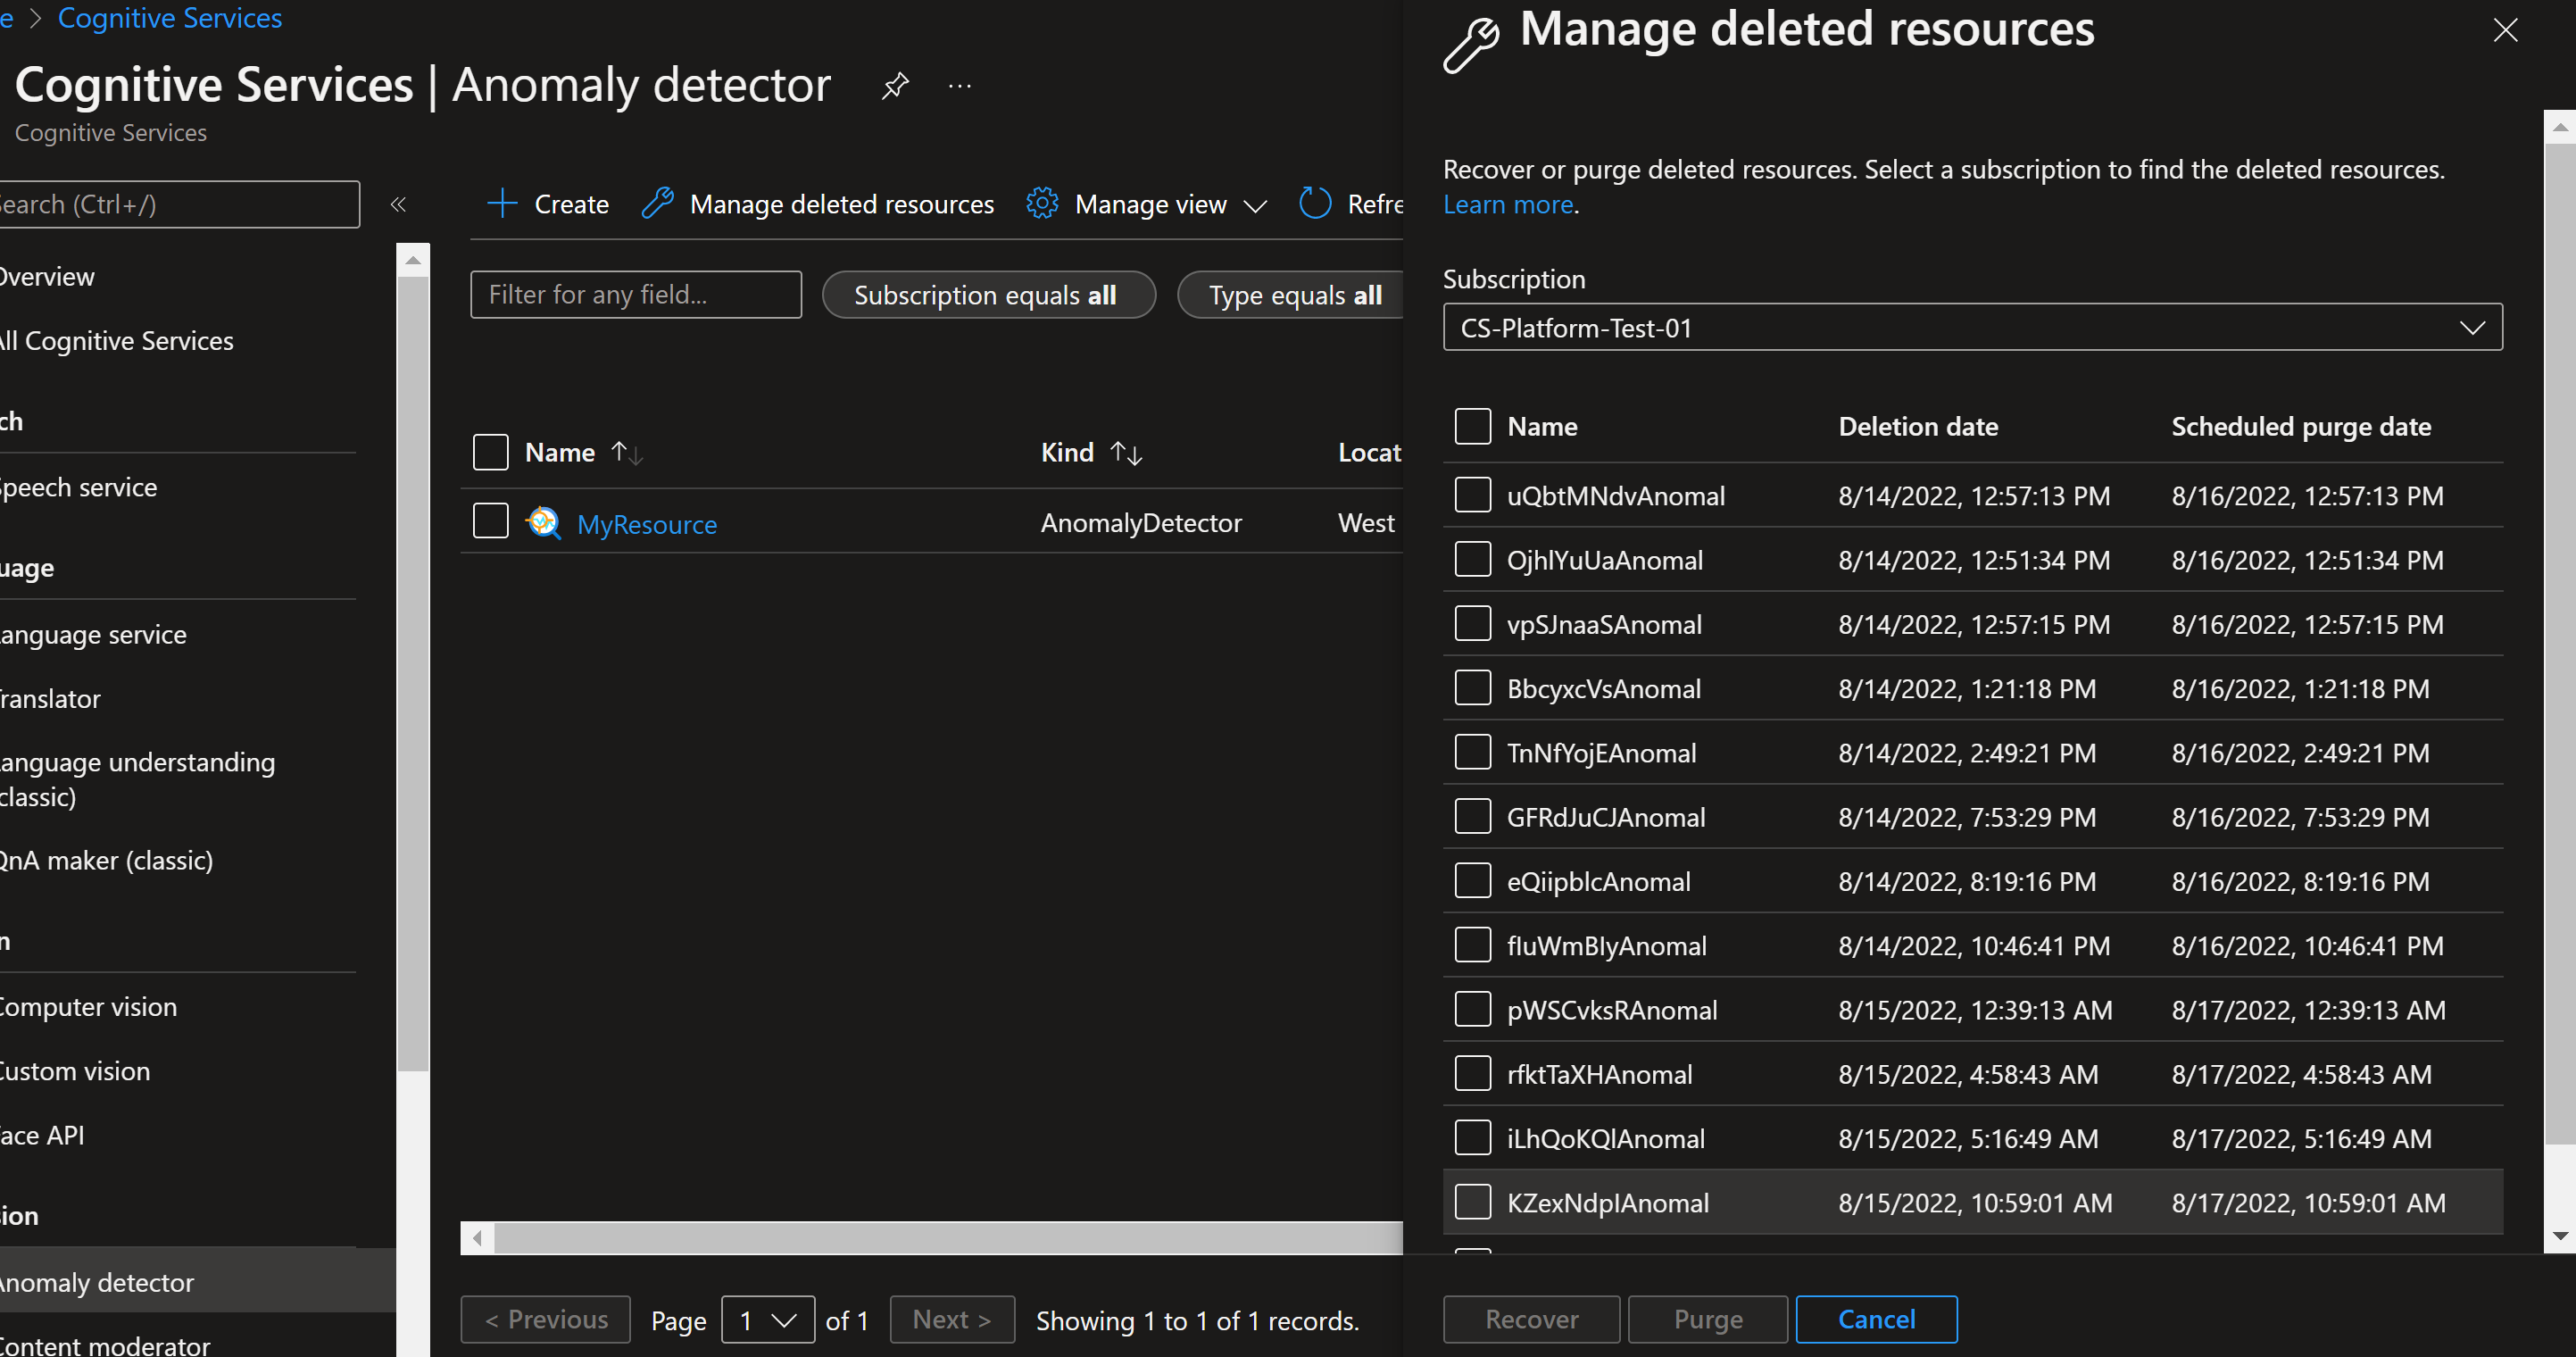 e > Cognitive Services
Cognitive Services | Anomaly detector ...
Cognitive Services
earch (Ctrl+/)
«
Overview
All Cognitive Services
ch
Speech service
uage
Language service
Translator
Language understanding
(classic)
QnA maker (classic)
n
Computer vision
Custom vision
Face API
sion
Anomaly detector
Content moderator
+ Create
Manage deleted resources
Manage view
Refre
Filter for any field...
Subscription equals all
Type equals all
Name ↑↓ Kind ↑↓ Locat
MyResource AnomalyDetector West
< Previous Page 1 of 1 Next > Showing 1 to 1 of 1 records.
Manage deleted resources
Recover or purge deleted resources. Select a subscription to find the deleted resources.
Learn more.
Subscription
CS-Platform-Test-01
Name Deletion date Scheduled purge date
uQbtMNdvAnomal 8/14/2022, 12:57:13 PM 8/16/2022, 12:57:13 PM
OjhlYuUaAnomal 8/14/2022, 12:51:34 PM 8/16/2022, 12:51:34 PM
vpSJnaaSAnomal 8/14/2022, 12:57:15 PM 8/16/2022, 12:57:15 PM
BbcyxcVsAnomal 8/14/2022, 1:21:18 PM 8/16/2022, 1:21:18 PM
TnNfYojEAnomal 8/14/2022, 2:49:21 PM 8/16/2022, 2:49:21 PM
GFRdJuCJAnomal 8/14/2022, 7:53:29 PM 8/16/2022, 7:53:29 PM
eQiipblcAnomal 8/14/2022, 8:19:16 PM 8/16/2022, 8:19:16 PM
fIuWmBIyAnomal 8/14/2022, 10:46:41 PM 8/16/2022, 10:46:41 PM
pWSCvksRAnomal 8/15/2022, 12:39:13 AM 8/17/2022, 12:39:13 AM
rfktTaXHAnomal 8/15/2022, 4:58:43 AM 8/17/2022, 4:58:43 AM
iLhQoKQlAnomal 8/15/2022, 5:16:49 AM 8/17/2022, 5:16:49 AM
KZexNdpIAnomal 8/15/2022, 10:59:01 AM 8/17/2022, 10:59:01 AM
Recover
Purge
Cancel